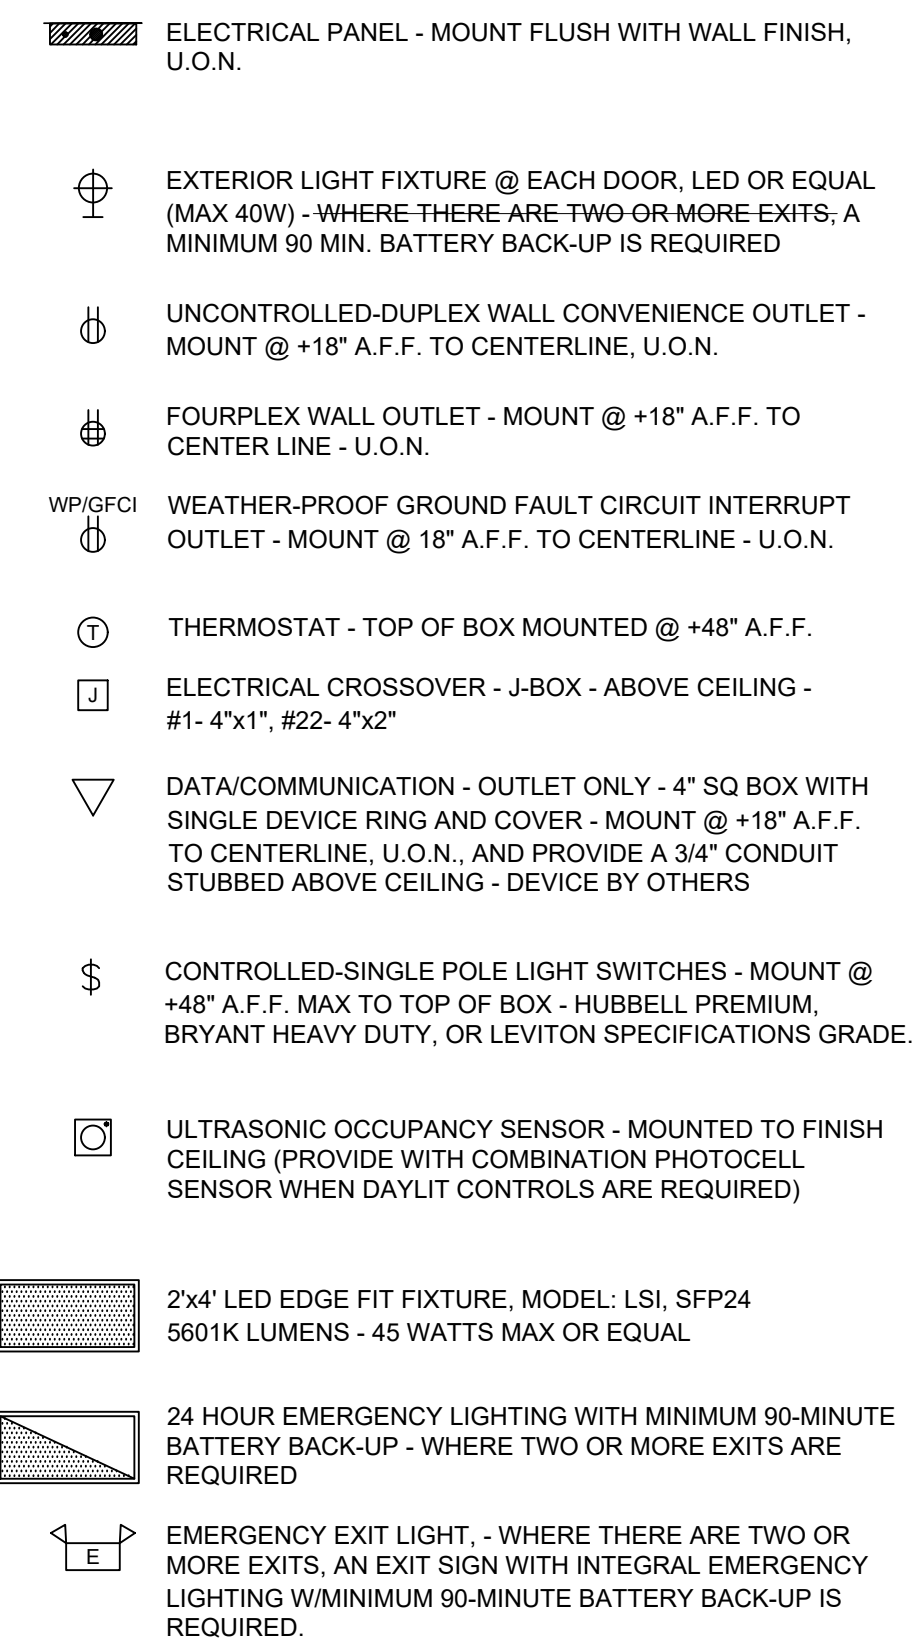 ELECTRICAL PANEL - MOUNT FLUSH WITH WALL FINISH,
U.O.N.
EXTERIOR LIGHT FIXTURE @ EACH DOOR, LED OR EQUAL
(MAX 40W) - WHERE THERE ARE TWO OR MORE EXITS, A
MINIMUM 90 MIN. BATTERY BACK-UP IS REQUIRED
UNCONTROLLED-DUPLEX WALL CONVENIENCE OUTLET -
MOUNT @ +18" A.F.F. TO CENTERLINE, U.O.N.
FOURPLEX WALL OUTLET - MOUNT @ +18" A.F.F. TO
CENTER LINE - U.O.N.
WP/GFCI WEATHER-PROOF GROUND FAULT CIRCUIT INTERRUPT
OUTLET - MOUNT @ 18" A.F.F. TO CENTERLINE - U.O.N.
T THERMOSTAT - TOP OF BOX MOUNTED @ +48" A.F.F.
J ELECTRICAL CROSSOVER - J-BOX - ABOVE CEILING -
#1- 4"x1", #22- 4"x2"
DATA/COMMUNICATION - OUTLET ONLY - 4" SQ BOX WITH
SINGLE DEVICE RING AND COVER - MOUNT @ +18" A.F.F.
TO CENTERLINE, U.O.N., AND PROVIDE A 3/4" CONDUIT
STUBBED ABOVE CEILING - DEVICE BY OTHERS
$ CONTROLLED-SINGLE POLE LIGHT SWITCHES - MOUNT @
+48" A.F.F. MAX TO TOP OF BOX - HUBBELL PREMIUM,
BRYANT HEAVY DUTY, OR LEVITON SPECIFICATIONS GRADE.
ULTRASONIC OCCUPANCY SENSOR - MOUNTED TO FINISH
CEILING (PROVIDE WITH COMBINATION PHOTOCELL
SENSOR WHEN DAYLIT CONTROLS ARE REQUIRED)
2'x4' LED EDGE FIT FIXTURE, MODEL: LSI, SFP24
5601K LUMENS - 45 WATTS MAX OR EQUAL
24 HOUR EMERGENCY LIGHTING WITH MINIMUM 90-MINUTE
BATTERY BACK-UP - WHERE TWO OR MORE EXITS ARE
REQUIRED
E EMERGENCY EXIT LIGHT, - WHERE THERE ARE TWO OR
MORE EXITS, AN EXIT SIGN WITH INTEGRAL EMERGENCY
LIGHTING W/MINIMUM 90-MINUTE BATTERY BACK-UP IS
REQUIRED.